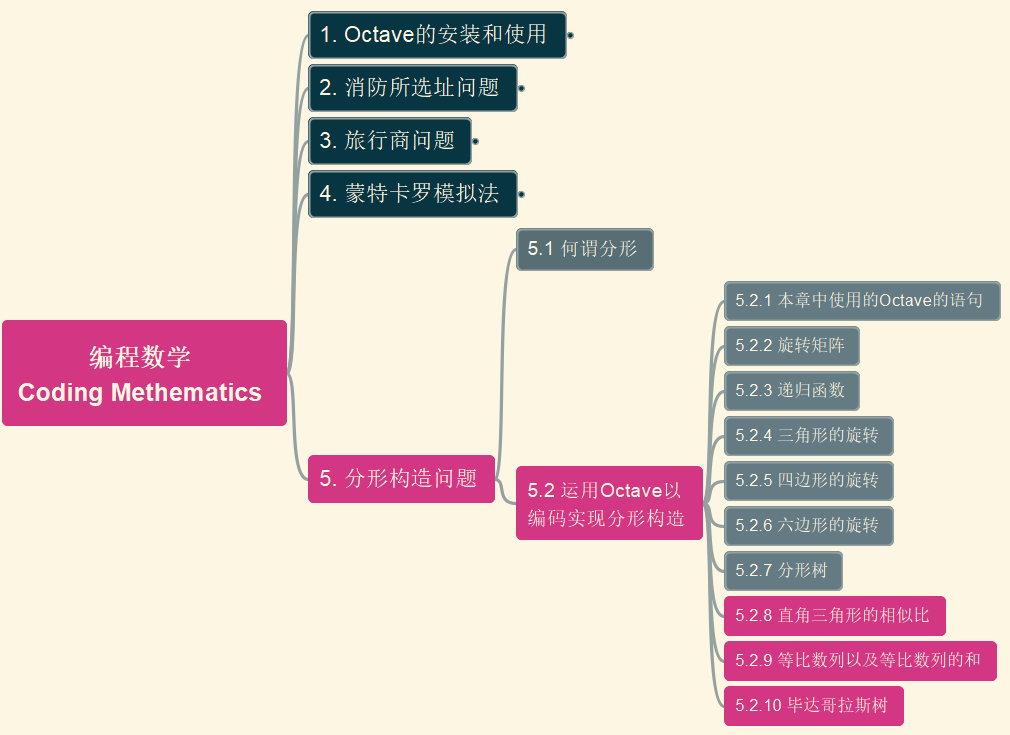 编程数学
Coding Methematics
1. Octave的安装和使用
2. 消防所选址问题
3. 旅行商问题
4. 蒙特卡罗模拟法
5. 分形构造问题
5.1 何谓分形
5.2 运用Octave以
编码实现分形构造
5.2.1 本章中使用的Octave的语句
5.2.2 旋转矩阵
5.2.3 递归函数
5.2.4 三角形的旋转
5.2.5 四边形的旋转
5.2.6 六边形的旋转
5.2.7 分形树
5.2.8 直角三角形的相似比
5.2.9 等比数列以及等比数列的和
5.2.10 毕达哥拉斯树